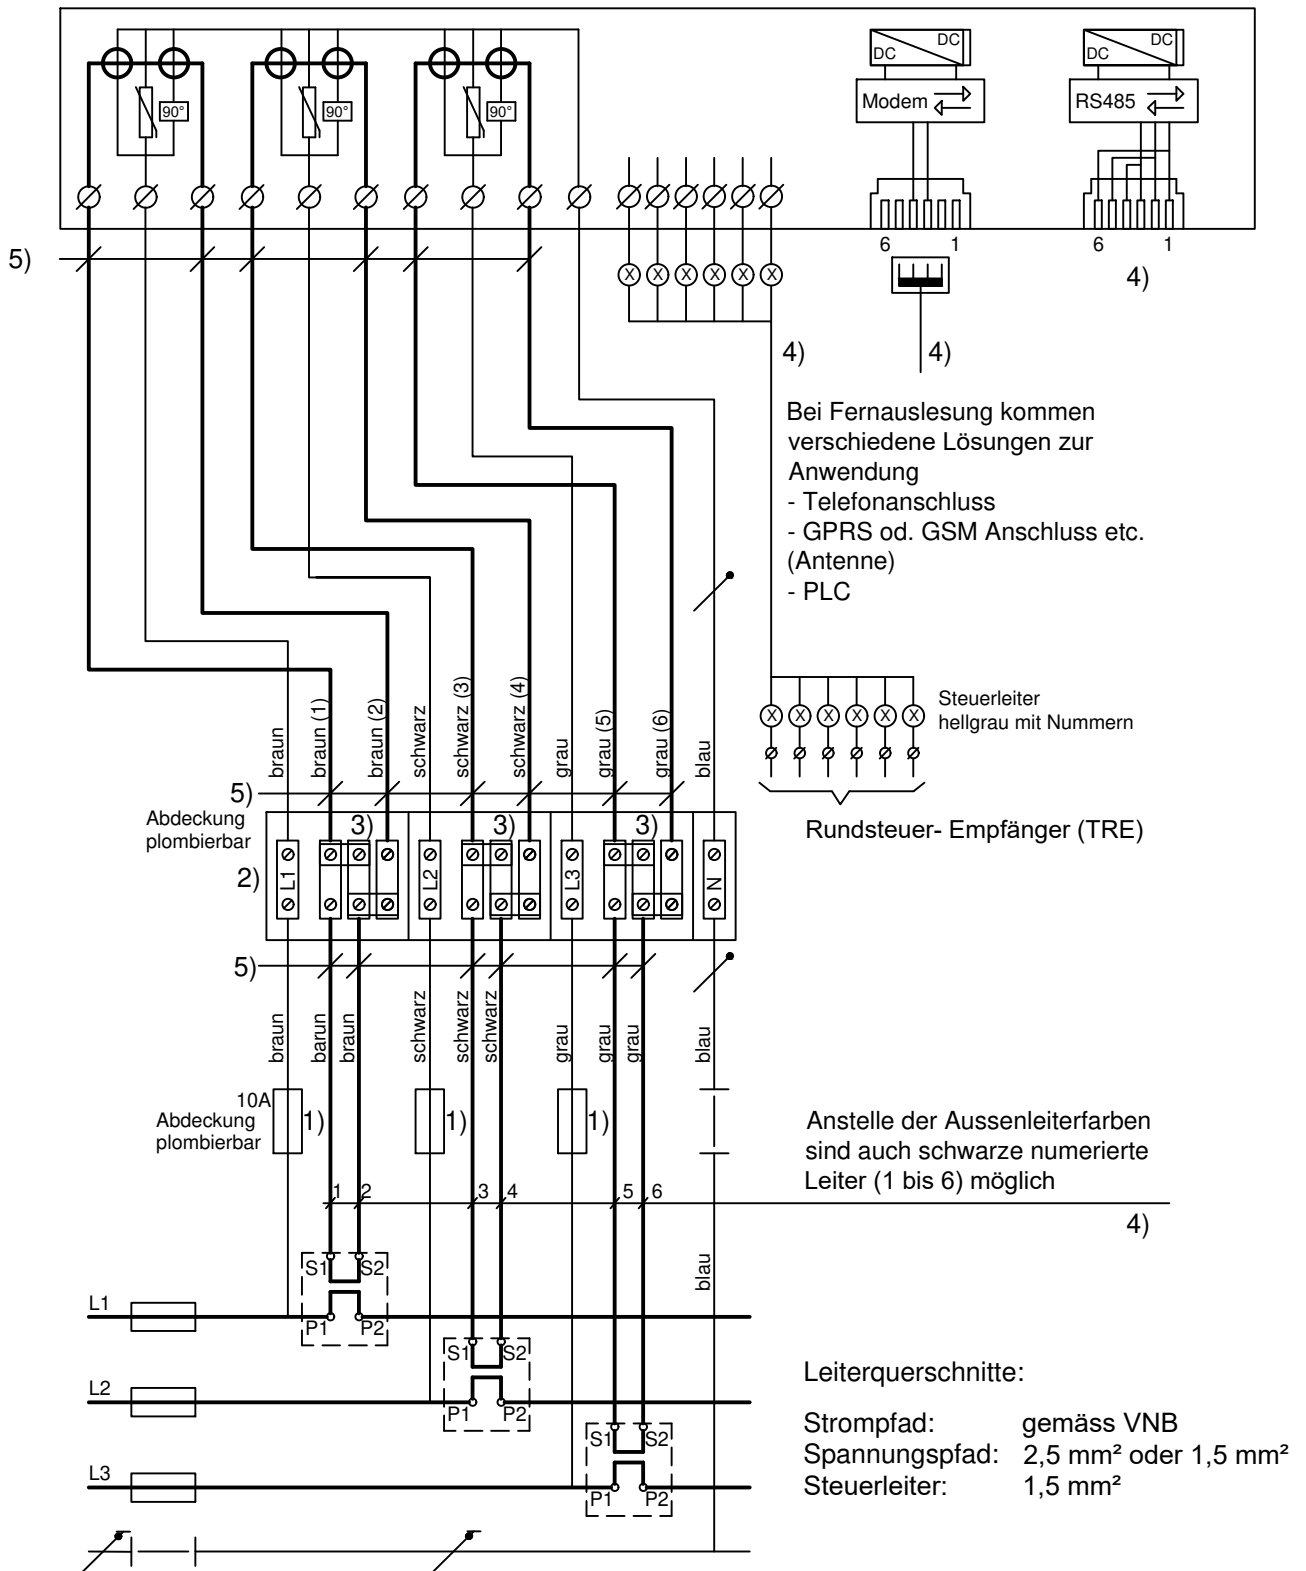 DC DC
DC DC
Modem
RS485
90°
90°
90°
6 1
6 1
5)
4)
4)
4)
Bei Fernauslesung kommen
verschiedene Lösungen zur
Anwendung
- Telefonanschluss
- GPRS od. GSM Anschluss etc.
(Antenne)
- PLC
X X X X X X
X X X X X X
Steuerleiter
hellgrau mit Nummern
Rundsteuer- Empfänger (TRE)
braun
braun (1)
braun (2)
schwarz
schwarz (3)
schwarz (4)
grau
grau (5)
grau (6)
blau
5)
Abdeckung
plombierbar
3)
3)
3)
2)
L1
L2
L3
N
5)
braun
barun
braun
schwarz
schwarz
schwarz
grau
grau
grau
blau
10A
Abdeckung
plombierbar
1)
1)
1)
Anstelle der Aussenleiterfarben
sind auch schwarze numerierte
Leiter (1 bis 6) möglich
1 2 3 4 5 6
4)
blau
S1 S2
L1
P1 P2
S1 S2
L2
P1 P2
S1 S2
L3
P1 P2
Leiterquerschnitte:
Strompfad: gemäss VNB
Spannungspfad: 2,5 mm² oder 1,5 mm²
Steuerleiter: 1,5 mm²